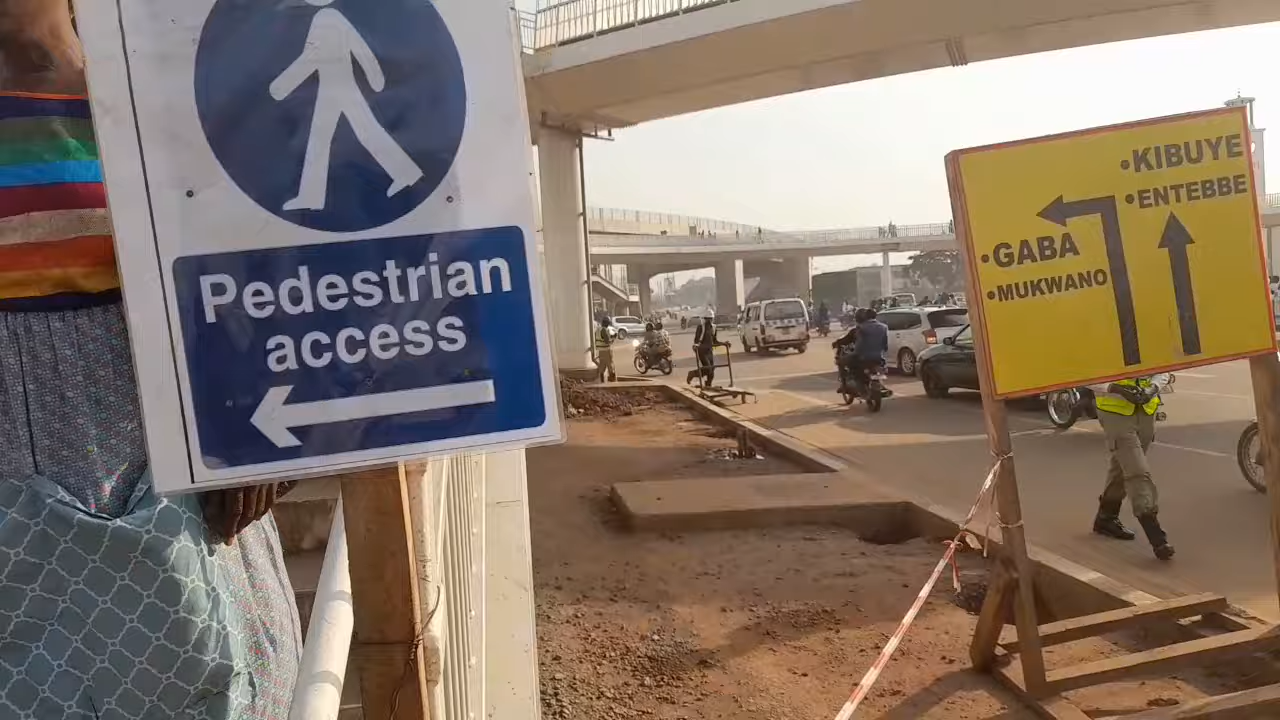 Pedestrian
access
•KIBUYE
•ENTEBBE
•GABA
•MUKWANO